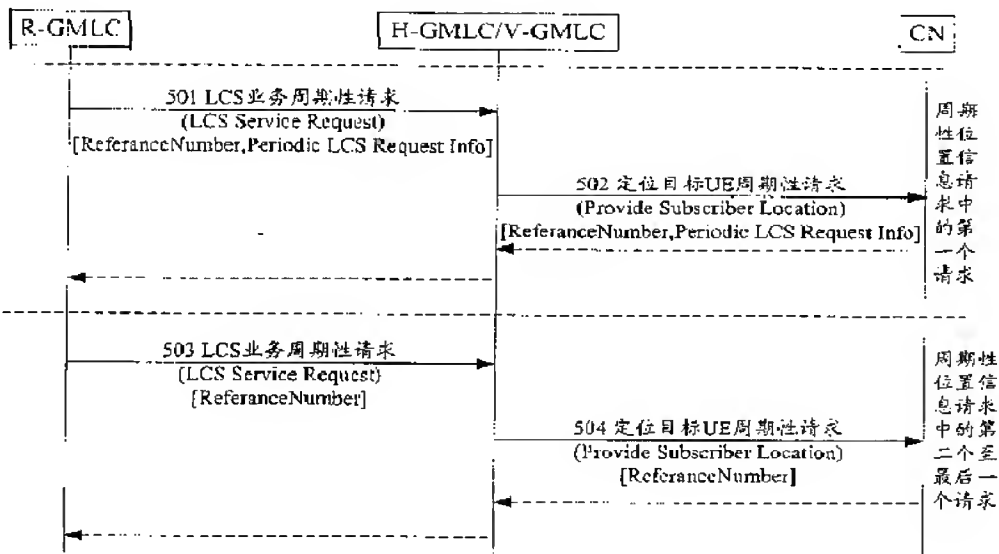 R-GMLC
H-GMLC/V-GMLC
CN
501 LCS业务周期性请求
(LCS Service Request)
[ReferanceNumber,Periodic LCS Request Info]
502 定位目标UE周期性请求
(Provide Subscriber Location)
[ReferanceNumber,Periodic LCS Request Info]
周期
性位
置信
息请
求中
的第
一个
请求
503 LCS业务周期性请求
(LCS Service Request)
[ReferanceNumber]
504 定位目标UE周期性请求
(Provide Subscriber Location)
[ReferanceNumber]
周期性
位置信
息请求
中的第
二个至
最后一
个请求